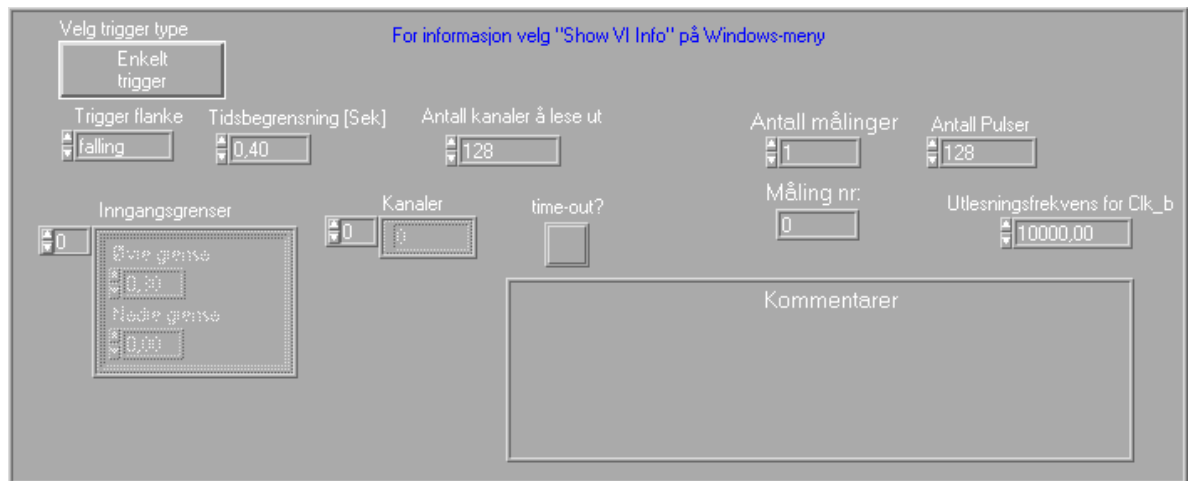 Velg trigger type
For informasjon velg "Show VI Info" på Windows-meny
Enkelt
trigger
Trigger flanke
Tidsbegrensning [Sek]
Antall kanaler å lese ut
Antall målinger
Antall Pulser
falling
0,40
128
1
128
Måling nr:
0
Utlesningsfrekvens for Clk_b
10000,00
Inngangsgrenser
0
Øvre grense
0,30
Nedre grense
0,00
Kanaler
0
0
time-out?
Kommentarer